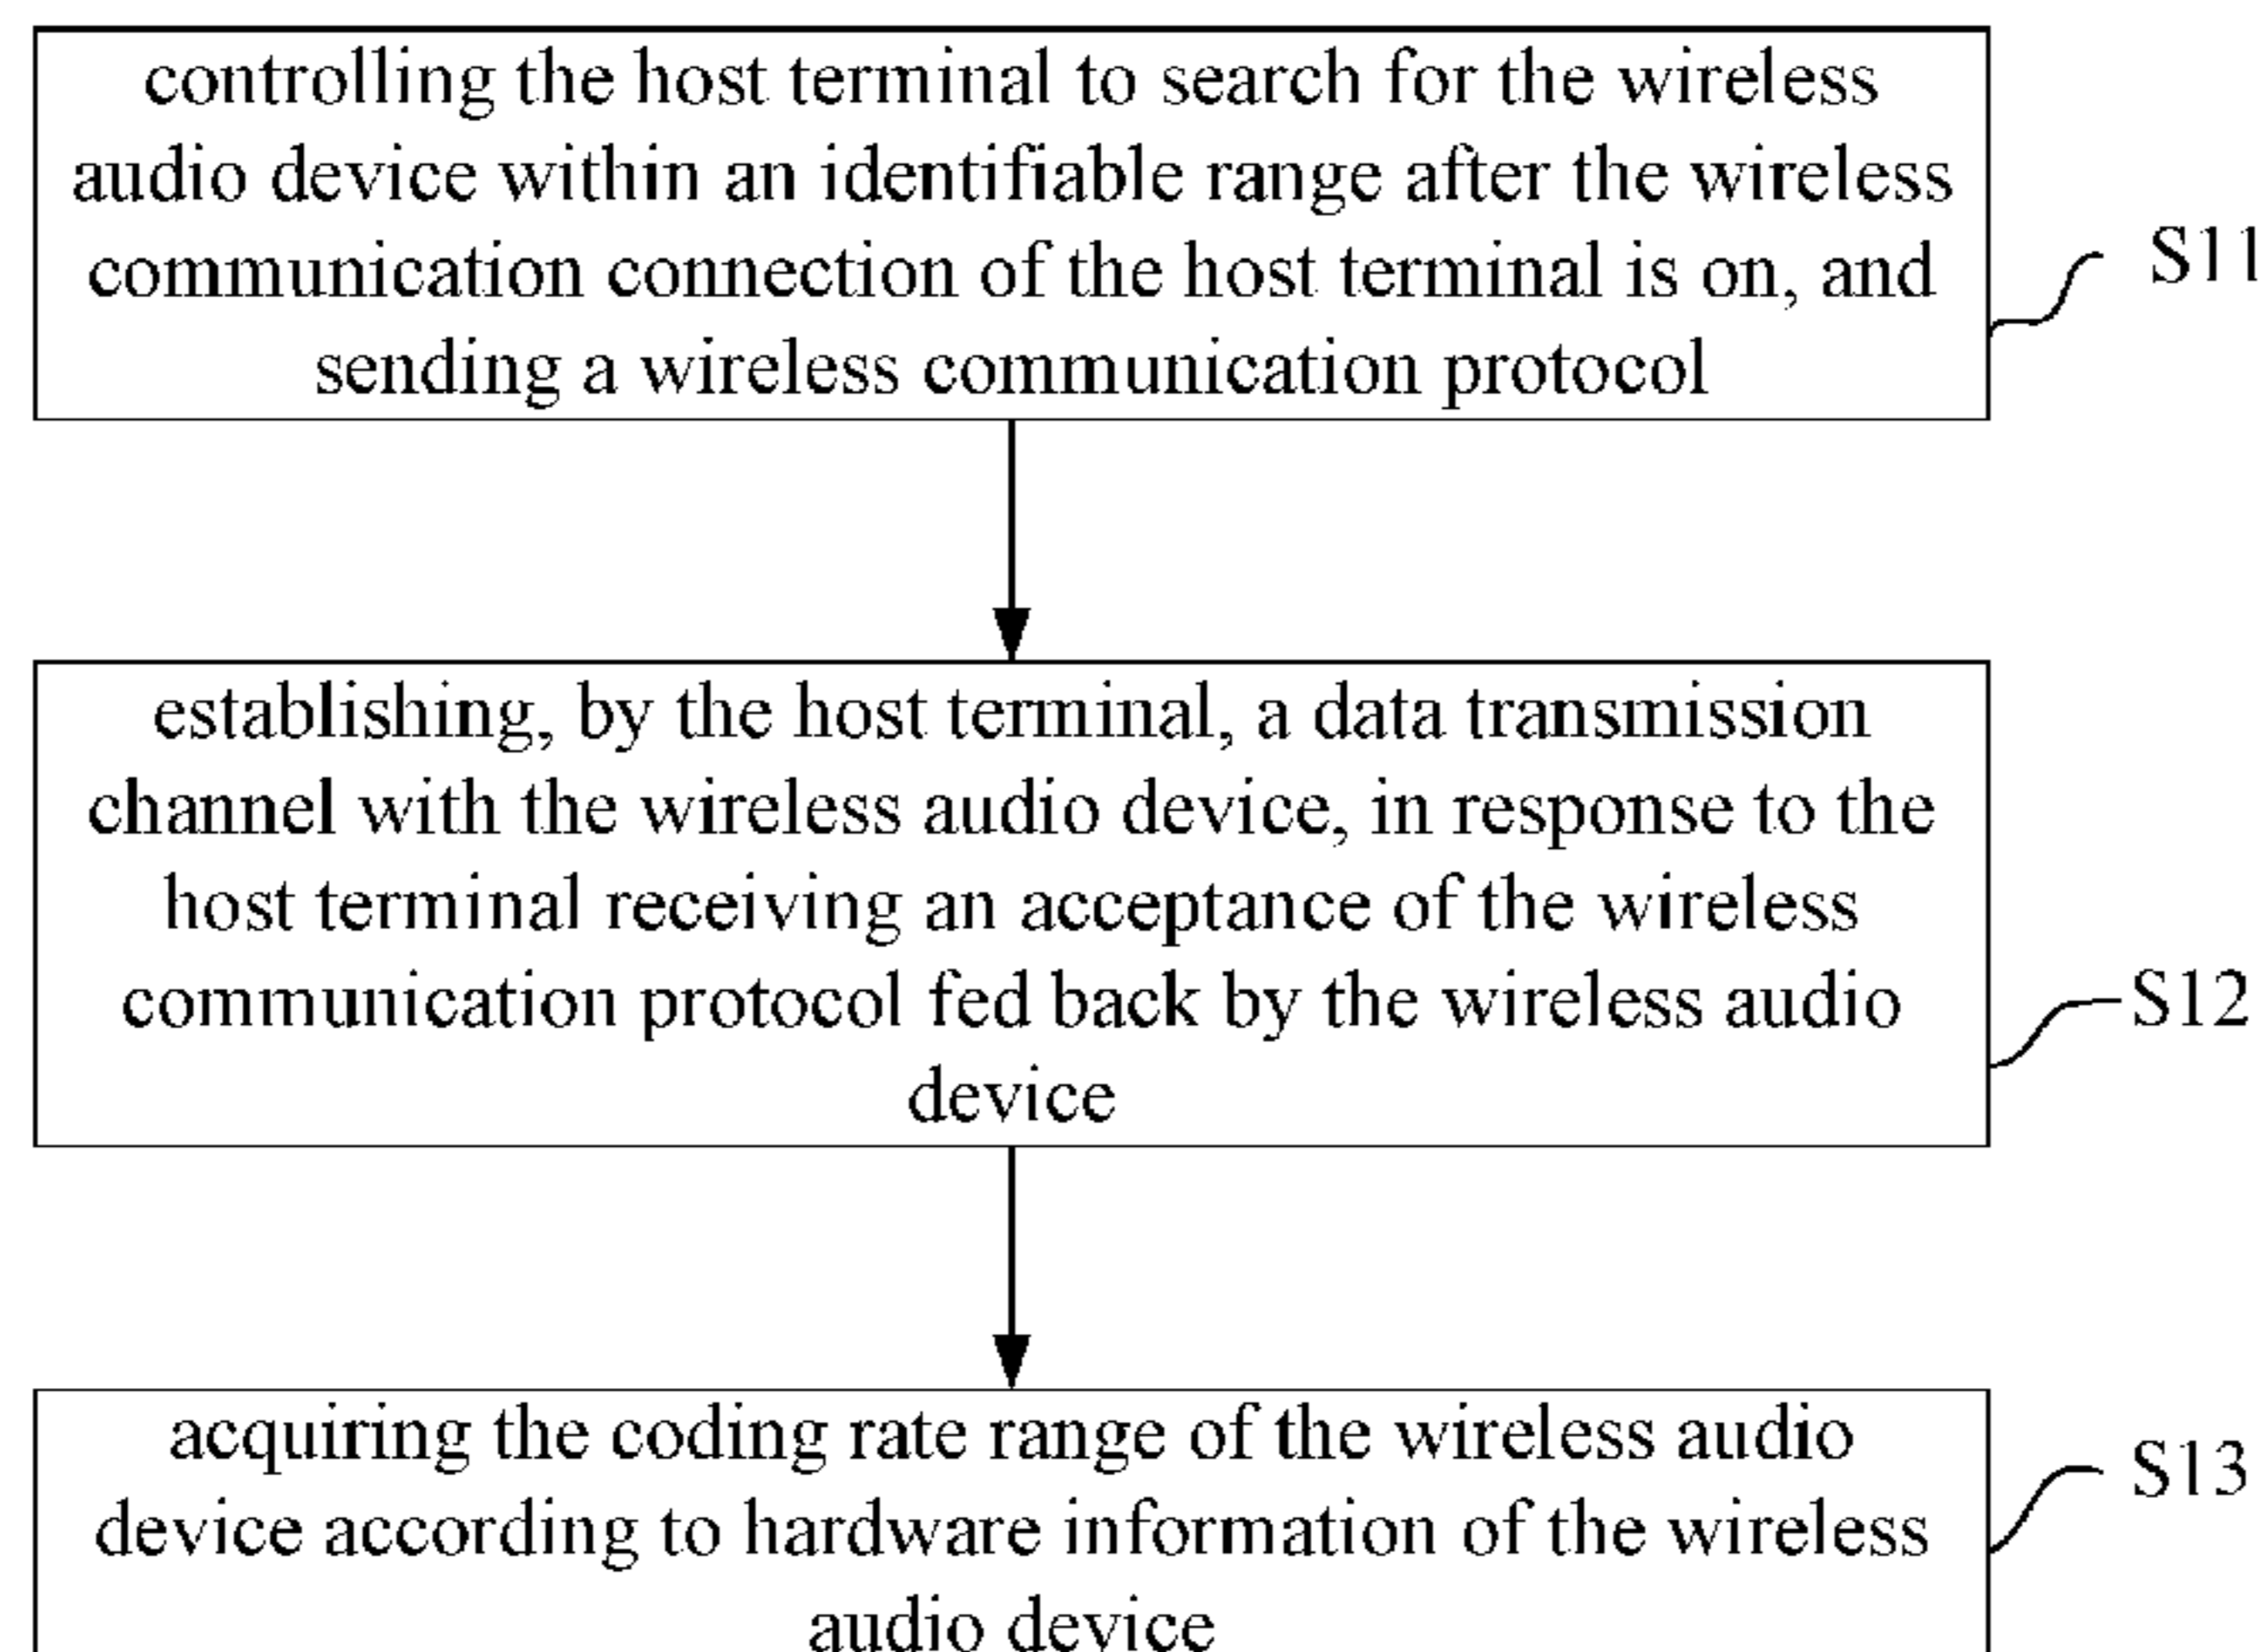 controlling the host terminal to search for the wireless
audio device within an identifiable range after the wireless
communication connection of the host terminal is on, and
sending a wireless communication protocol
S11
establishing, by the host terminal, a data transmission
channel with the wireless audio device, in response to the
host terminal receiving an acceptance of the wireless
communication protocol fed back by the wireless audio
device
S12
acquiring the coding rate range of the wireless audio
device according to hardware information of the wireless
audio device
S13